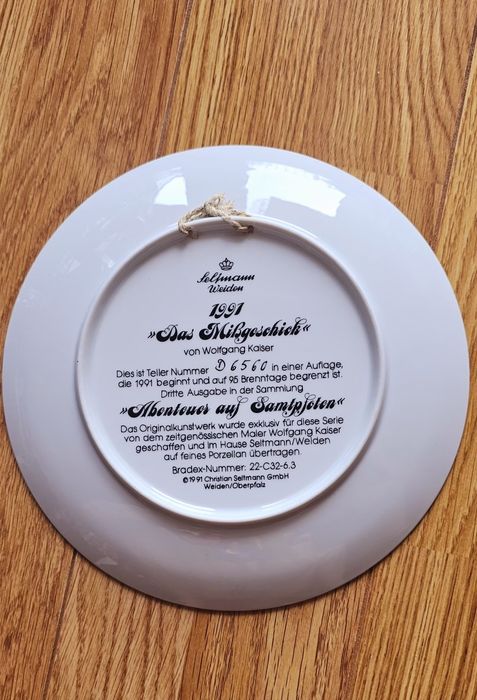 Seltmann
Weiden
1991
»Das Mißgeschick«
von Wolfgang Kaiser
Dies ist Teller Nummer D 6560 in einer Auflage,
die 1991 beginnt und auf 95 Brenntage begrenzt ist.
Dritte Ausgabe in der Sammlung
»Abenteuer auf Samtpfoten«
Das Originalkunstwerk wurde exklusiv für diese Serie
von dem zeitgenössischen Maler Wolfgang Kaiser
geschaffen und im Hause Seltmann/Weiden
auf feines Porzellan übertragen.
Bradex-Nummer: 22-C32-6.3
©1991 Christian Seltmann GmbH
Weiden/Oberpfalz